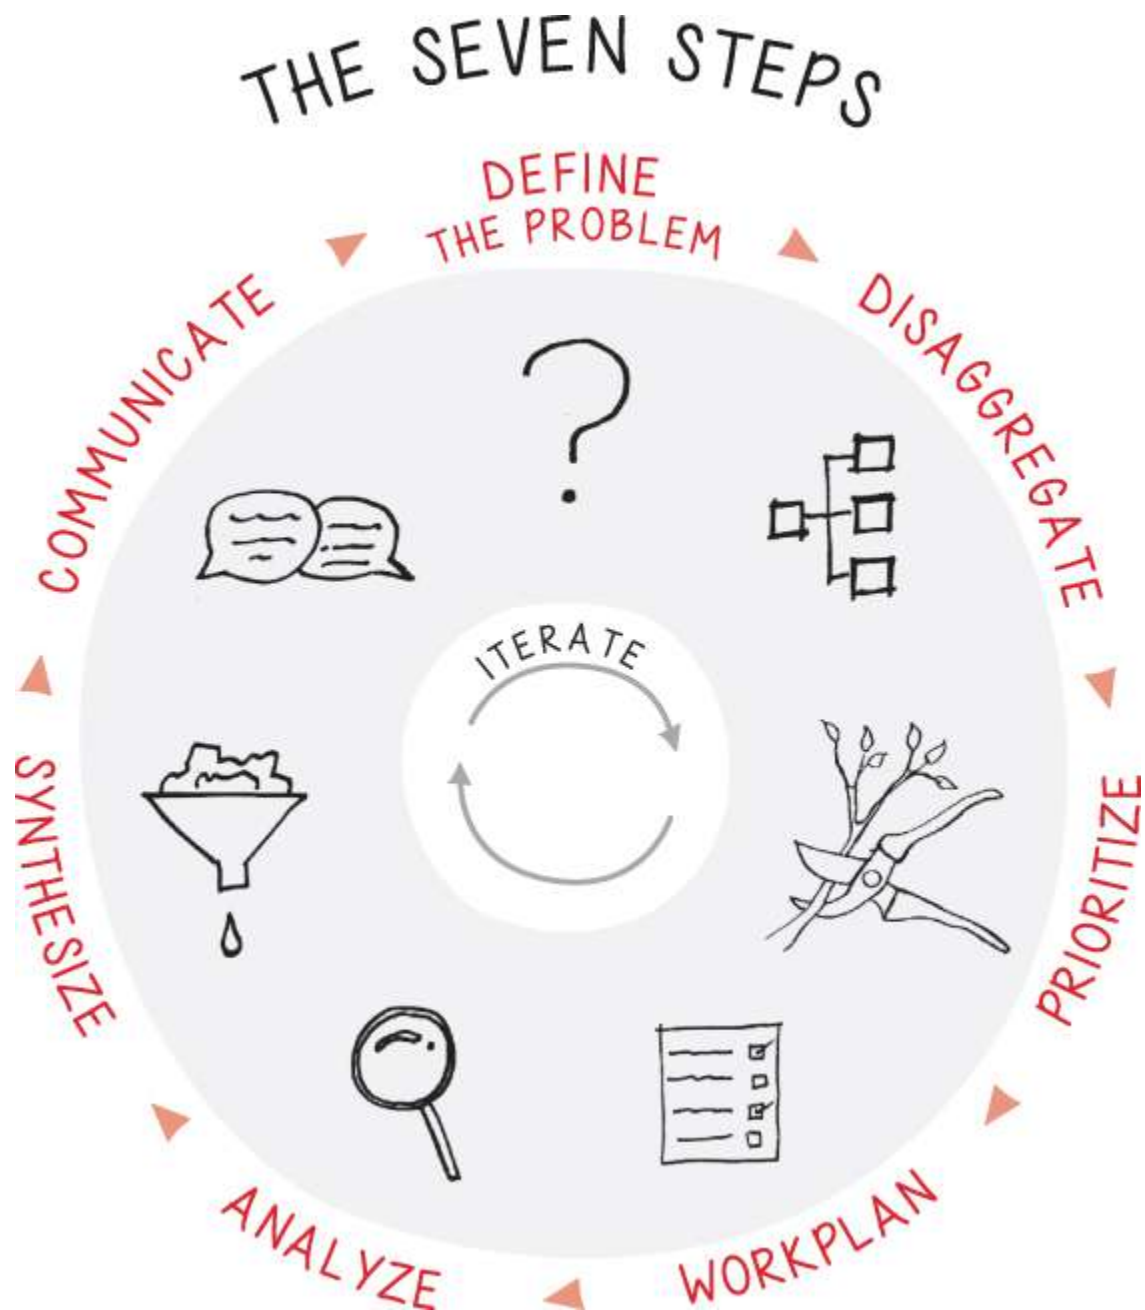 THE SEVEN STEPS
DEFINE
THE PROBLEM
DISAGGREGATE
PRIORITIZE
WORKPLAN
ANALYZE
SYNTHESIZE
COMMUNICATE
ITERATE